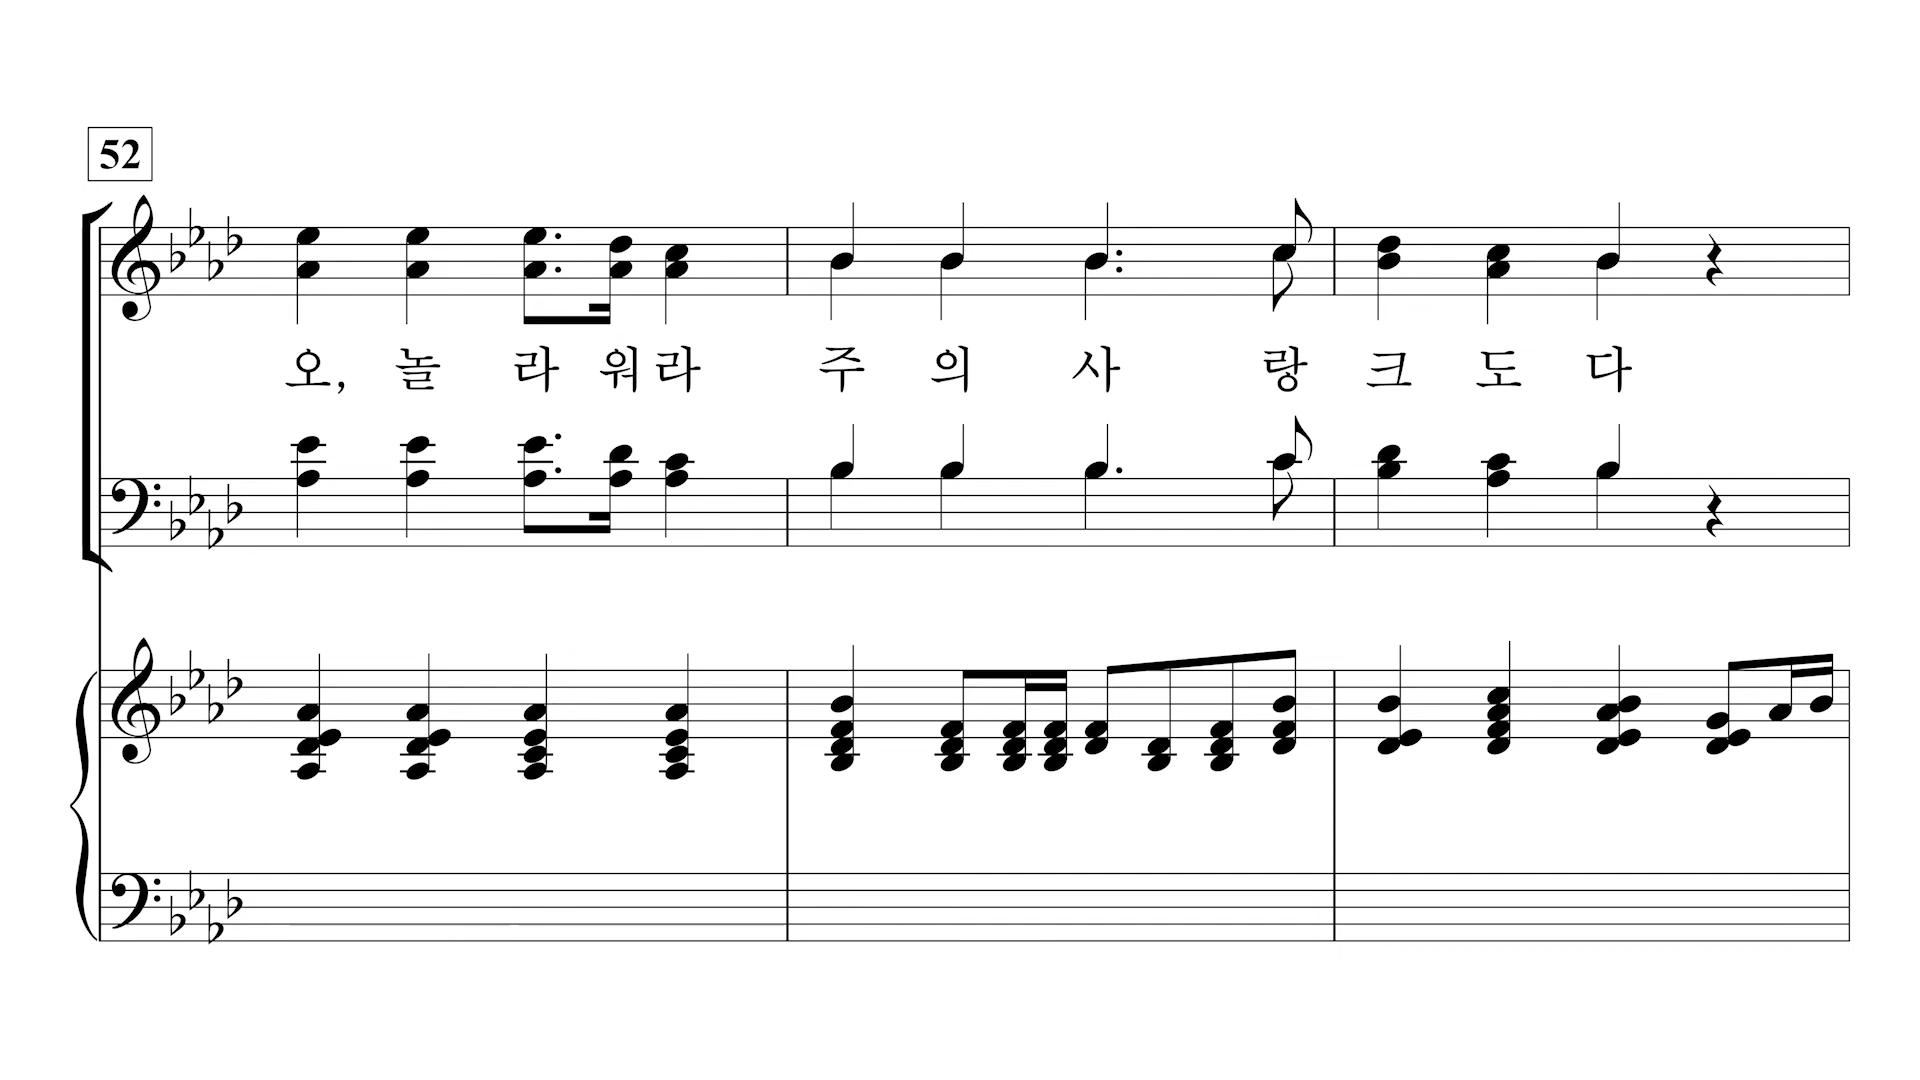 52
오, 놀 라 워 라 주 의 사 랑 크 도 다